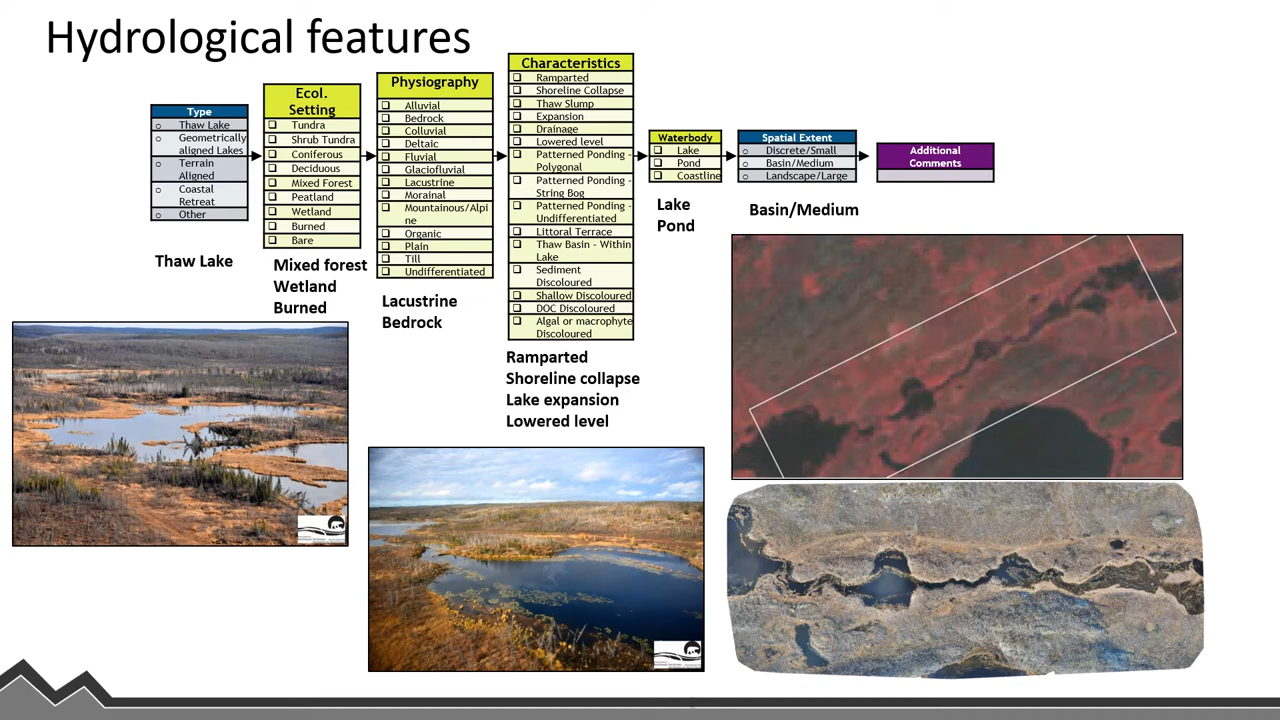 Hydrological features
Type
Thaw Lake
Geometrically
aligned Lakes
Terrain
Aligned
Coastal
Retreat
Other
Thaw Lake
Ecol.
Setting
Tundra
Shrub Tundra
Coniferous
Deciduous
Mixed Forest
Peatland
Wetland
Burned
Bare
Mixed forest
Wetland
Burned
Physiography
Alluvial
Bedrock
Colluvial
Deltaic
Fluvial
Glaciofluvial
Lacustrine
Morainal
Mountainous/Alpi
ne
Organic
Plain
Till
Undifferentiated
Lacustrine
Bedrock
Characteristics
Ramparted
Shoreline Collapse
Thaw Slump
Expansion
Drainage
Lowered level
Patterned Ponding -
Polygonal
Patterned Ponding -
String Bog
Patterned Ponding -
Undifferentiated
Littoral Terrace
Thaw Basin - Within
Lake
Sediment
Discoloured
Shallow Discoloured
DOC Discoloured
Algal or macrophyte
Discoloured
Ramparted
Shoreline collapse
Lake expansion
Lowered level
Waterbody
Lake
Pond
Coastline
Lake
Pond
Spatial Extent
Discrete/Small
Basin/Medium
Landscape/Large
Basin/Medium
Additional
Comments